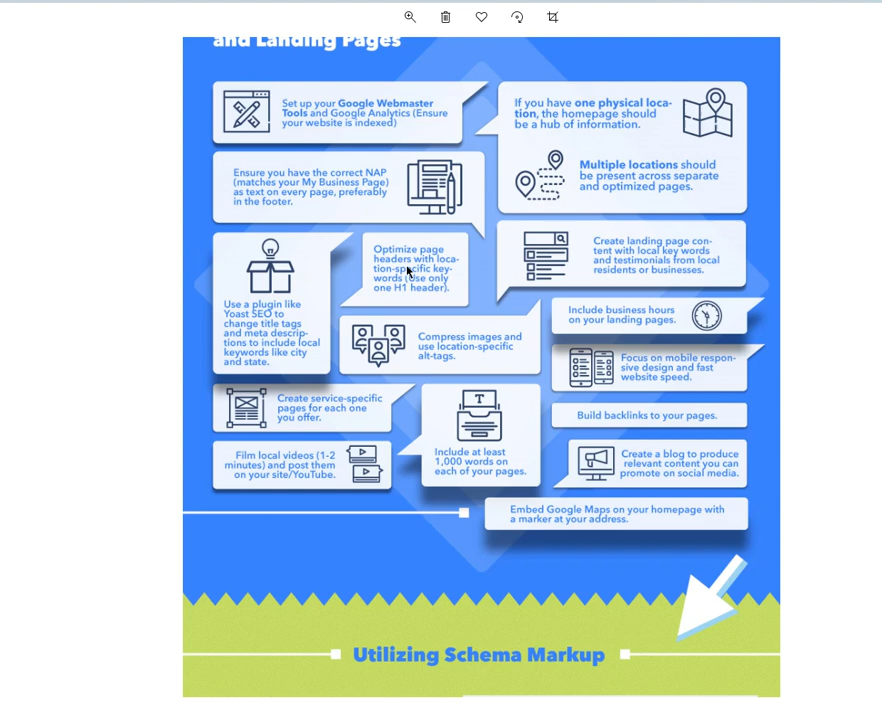 and Landing Pages
Set up your Google Webmaster
Tools and Google Analytics (Ensure
your website is indexed)
If you have one physical loca-
tion, the homepage should
be a hub of information.
Multiple locations should
be present across separate
and optimized pages.
Ensure you have the correct NAP
(matches your My Business Page)
as text on every page, preferably
in the footer.
Use a plugin like
Yoast SEO to
change title tags
and meta descrip-
tions to include local
keywords like city
and state.
Optimize page
headers with loca-
tion-specific key-
words (Use only
one H1 header).
Create landing page con-
tent with local key words
and testimonials from local
residents or businesses.
Compress images and
use location-specific
alt-tags.
Include business hours
on your landing pages.
Focus on mobile respon-
sive design and fast
website speed.
Create service-specific
pages for each one
you offer.
T
Include at least
1,000 words on
each of your pages.
Build backlinks to your pages.
Film local videos (1-2
minutes) and post them
on your site/YouTube.
Create a blog to produce
relevant content you can
promote on social media.
Embed Google Maps on your homepage with
a marker at your address.
Utilizing Schema Markup